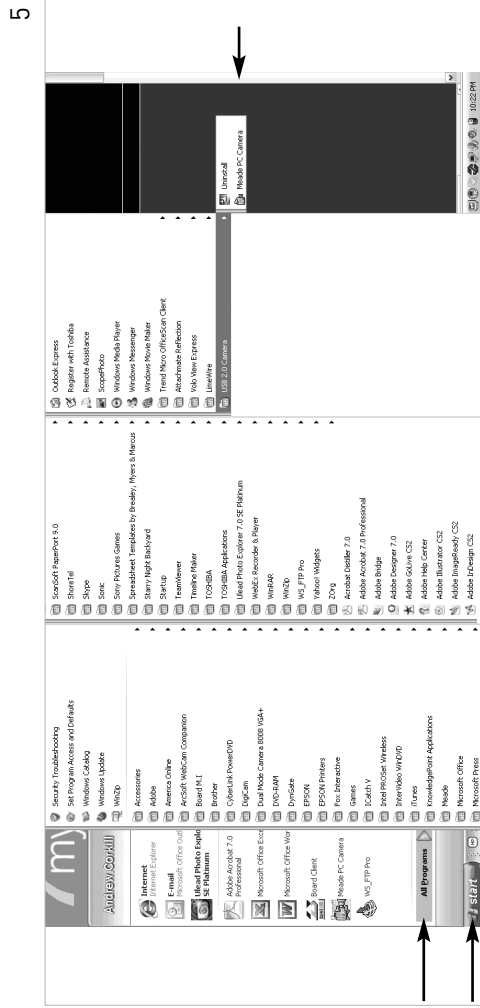 5
my
Andrew Corkill
Internet
Internet Explorer
E-mail
Microsoft Office Outl
Ulead Photo Explo
SE Platinum
Adobe Acrobat 7.0
Professional
Microsoft Office Exce
Microsoft Office Wor
Board Client
Meade PC Camera
WS_FTP Pro
All Programs
start
Security Troubleshooting
Set Program Access and Defaults
Windows Catalog
Windows Update
WinZip
Accessories
Adobe
America Online
ArcSoft WebCam Companion
Board M.I
Brother
CyberLink PowerDVD
DigiCam
Dual Mode Camera 8008 VGA+
DVD-RAM
DymGate
EPSON
EPSON Printers
Fox Interactive
Games
ICatch V
Intel PROSet Wireless
InterVideo WinDVD
iTunes
KnowledgePoint Applications
Meade
Microsoft Office
Microsoft Press
ScanSoft PaperPort 9.0
ShoreTel
Skype
Sonic
Sony Pictures Games
Spreadsheet Templates by Brealey, Myers & Marcus
Starry Night Backyard
Startup
TeamViewer
Timeline Maker
TOSHIBA
TOSHIBA Applications
Ulead Photo Explorer 7.0 SE Platinum
WebEx Recorder & Player
WinRAR
WinZip
WS_FTP Pro
Yahoo! Widgets
ZOrg
Acrobat Distiller 7.0
Adobe Acrobat 7.0 Professional
Adobe Bridge
Adobe Designer 7.0
Adobe GoLive CS2
Adobe Help Center
Adobe Illustrator CS2
Adobe ImageReady CS2
Adobe InDesign CS2
Outlook Express
Register with Toshiba
Remote Assistance
ScopePhoto
Windows Media Player
Windows Messenger
Windows Movie Maker
Trend Micro OfficeScan Client
Attachmate Reflection
Volo View Express
LimeWire
USB 2.0 Camera
Uninstall
Meade PC Camera
10:22 PM